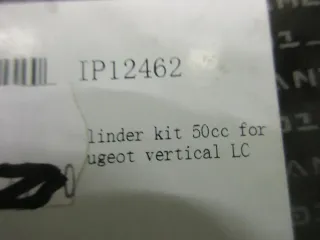 IP12462
linder kit 50cc for
ugeot vertical LC